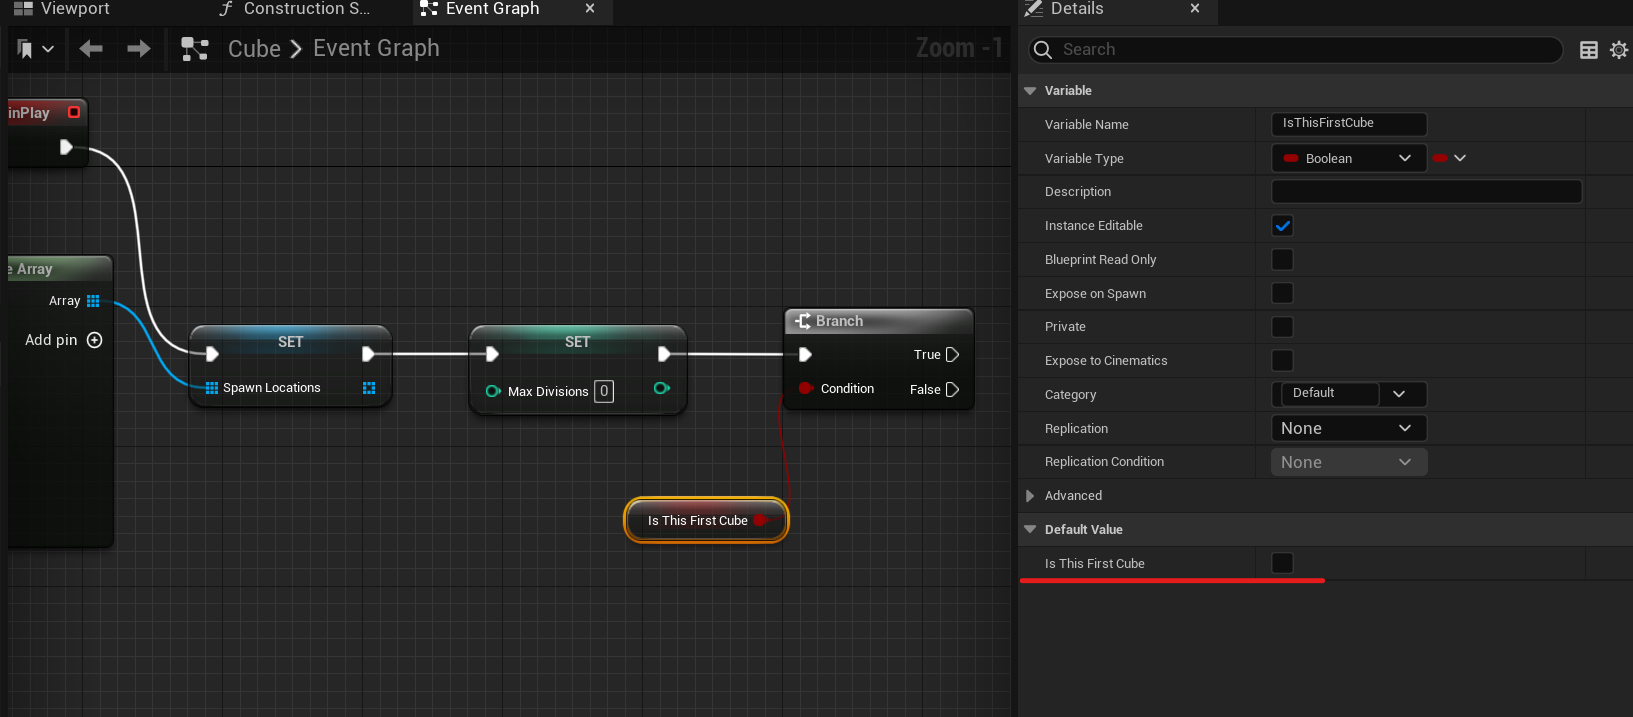 Viewport
Construction S...
Event Graph
Cube > Event Graph
Zoom -1
inPlay
e Array
Array
Add pin
SET
Spawn Locations
SET
Max Divisions 0
Branch
True
Condition
False
Is This First Cube
Details
Search
Variable
Variable Name IsThisFirstCube
Variable Type Boolean
Description
Instance Editable
Blueprint Read Only
Expose on Spawn
Private
Expose to Cinematics
Category Default
Replication None
Replication Condition None
Advanced
Default Value
Is This First Cube